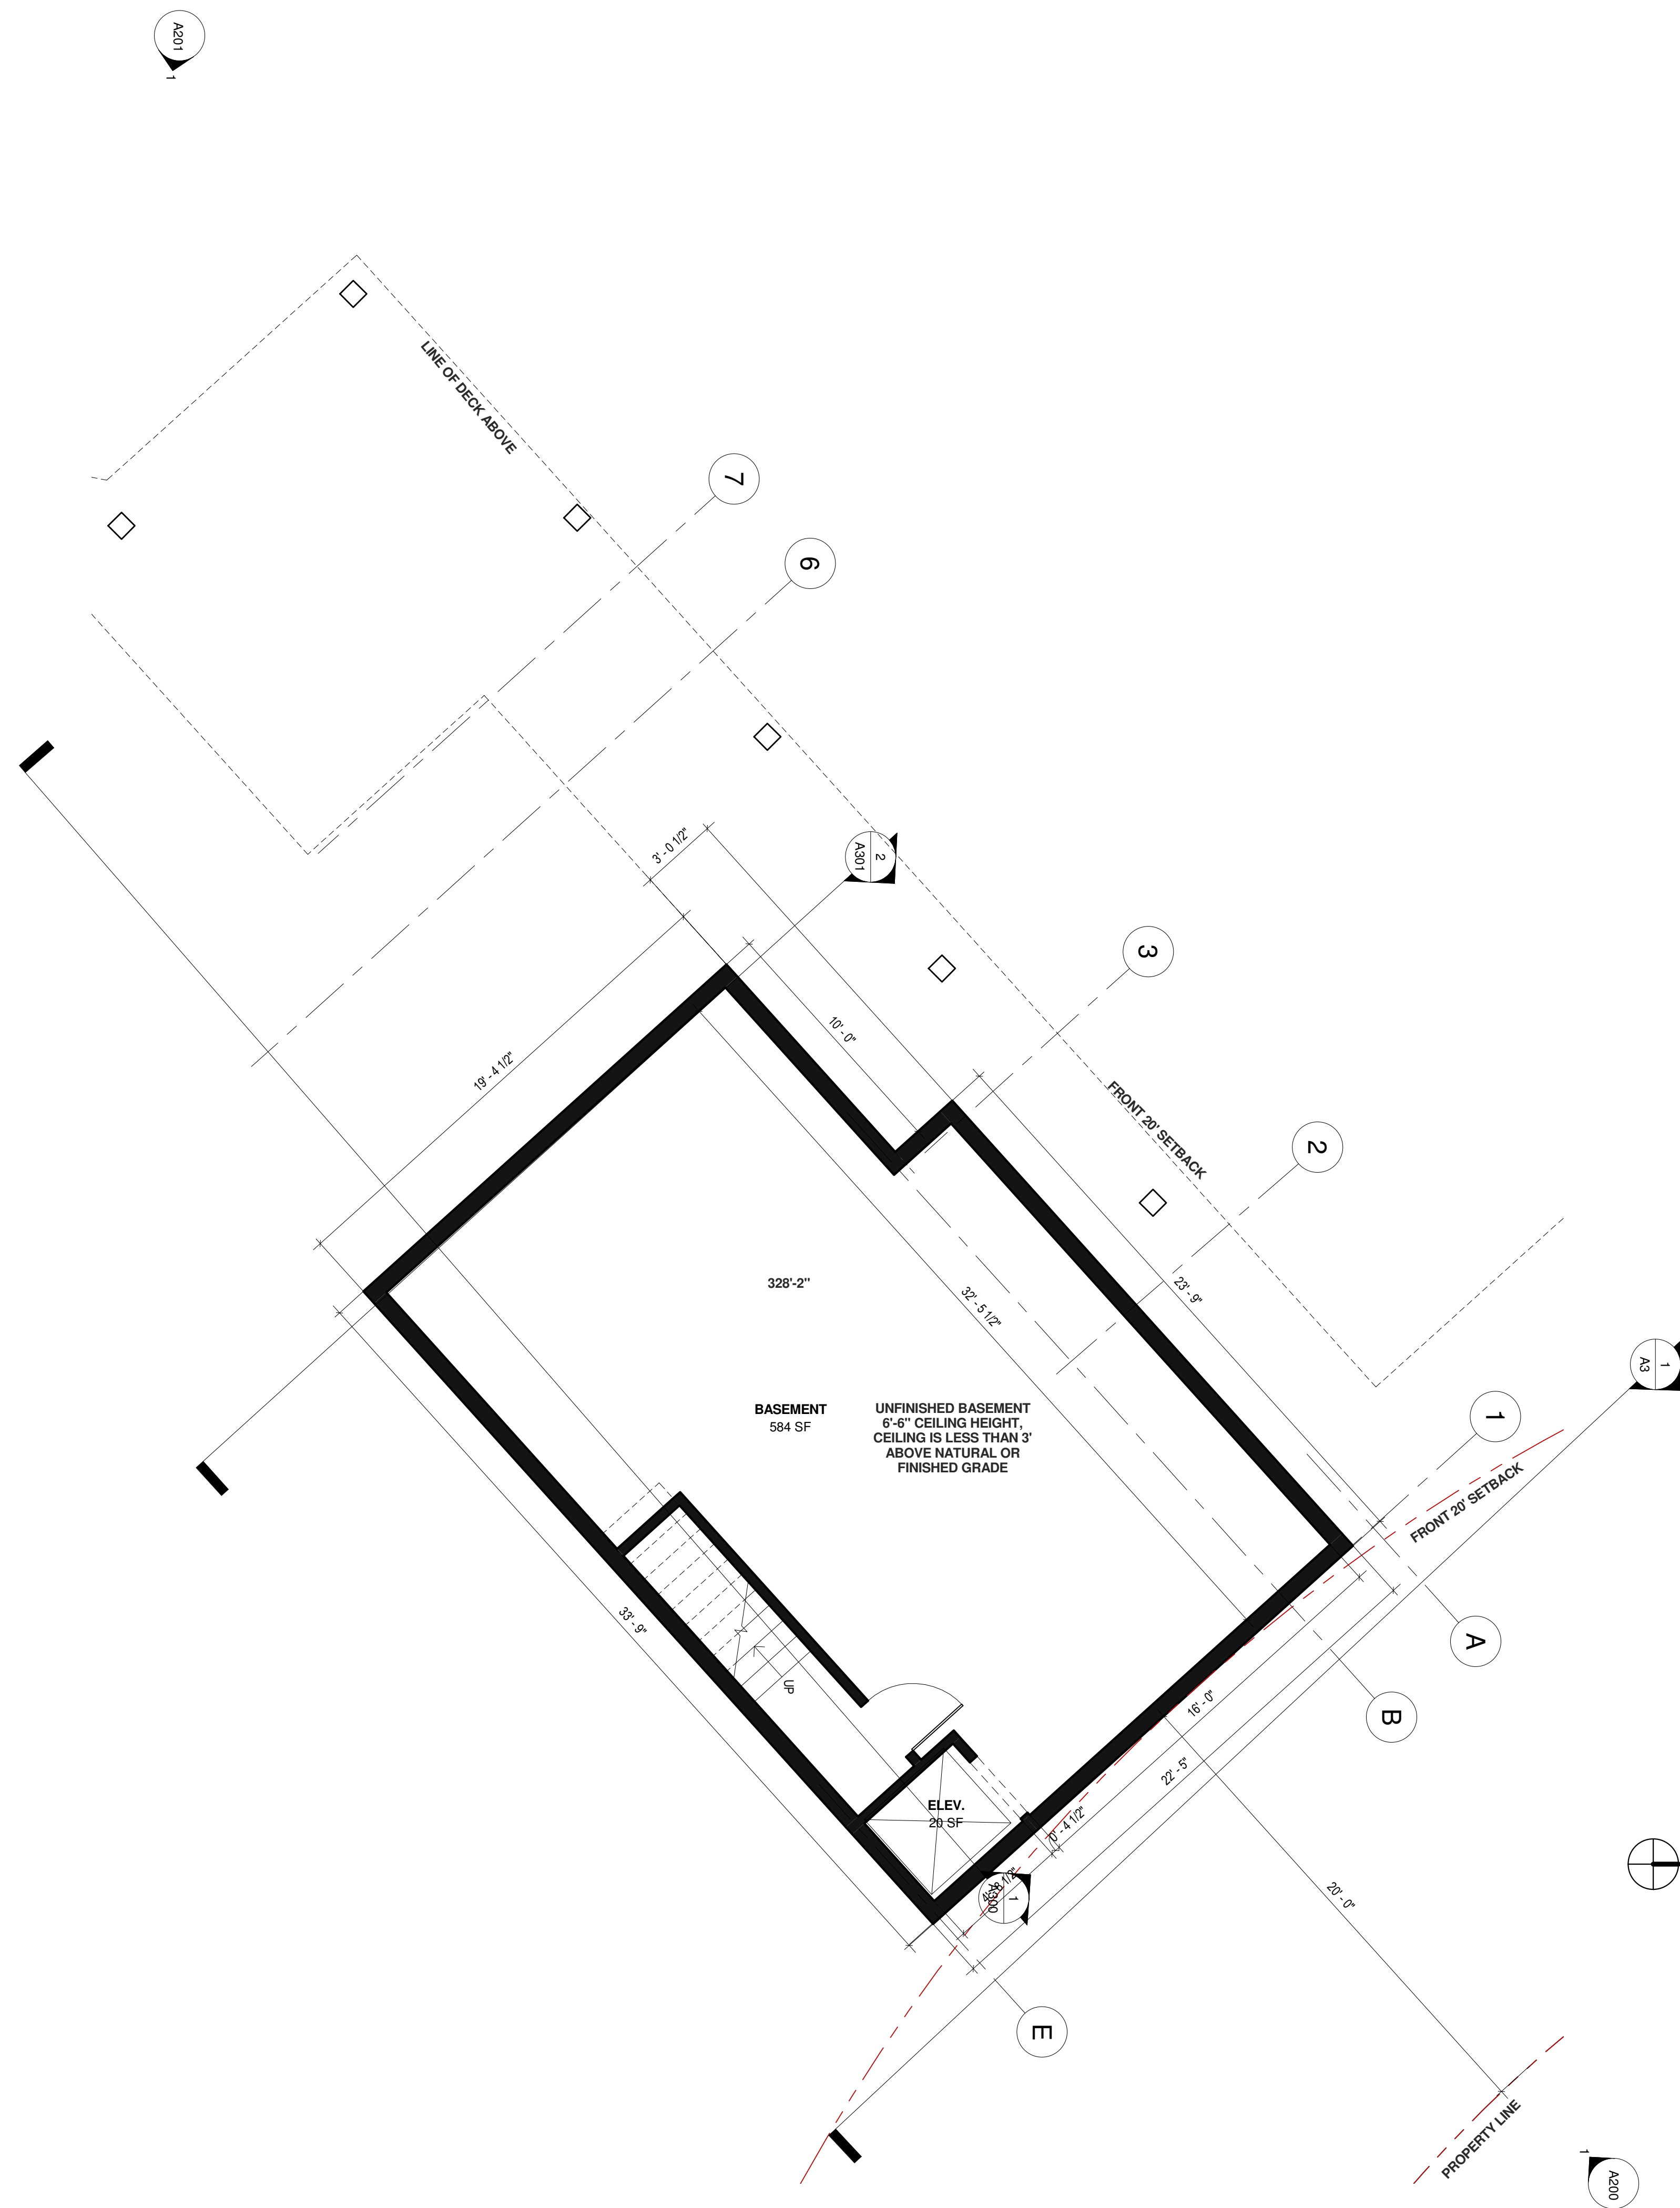 A201
1
LINE OF DECK ABOVE
7
6
3' - 0 1/2"
2
A301
3
10' - 0"
19' - 4 1/2"
FRONT 20' SETBACK
2
328'-2"
32' - 5 1/2"
23' - 9"
1
A3
BASEMENT
584 SF
UNFINISHED BASEMENT
6'-6" CEILING HEIGHT,
CEILING IS LESS THAN 3'
ABOVE NATURAL OR
FINISHED GRADE
1
FRONT 20' SETBACK
33' - 9"
A
UP
16' - 0"
B
22' - 5"
ELEV.
20 SF
0' - 4 1/2"
1
A300
20' - 0"
E
PROPERTY LINE
1
A200